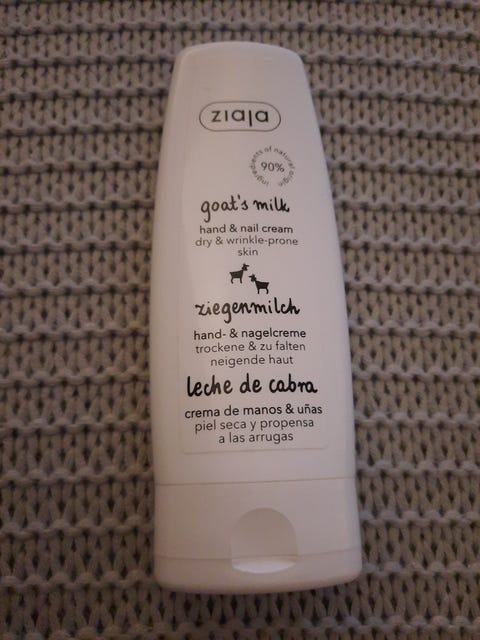 ziaja
ingredients of natural origin
90%
goat's milk
hand & nail cream
dry & wrinkle-prone
skin
ziegenmilch
hand- & nagelcreme
trockene & zu falten
neigende haut
leche de cabra
crema de manos & uñas
piel seca y propensa
a las arrugas